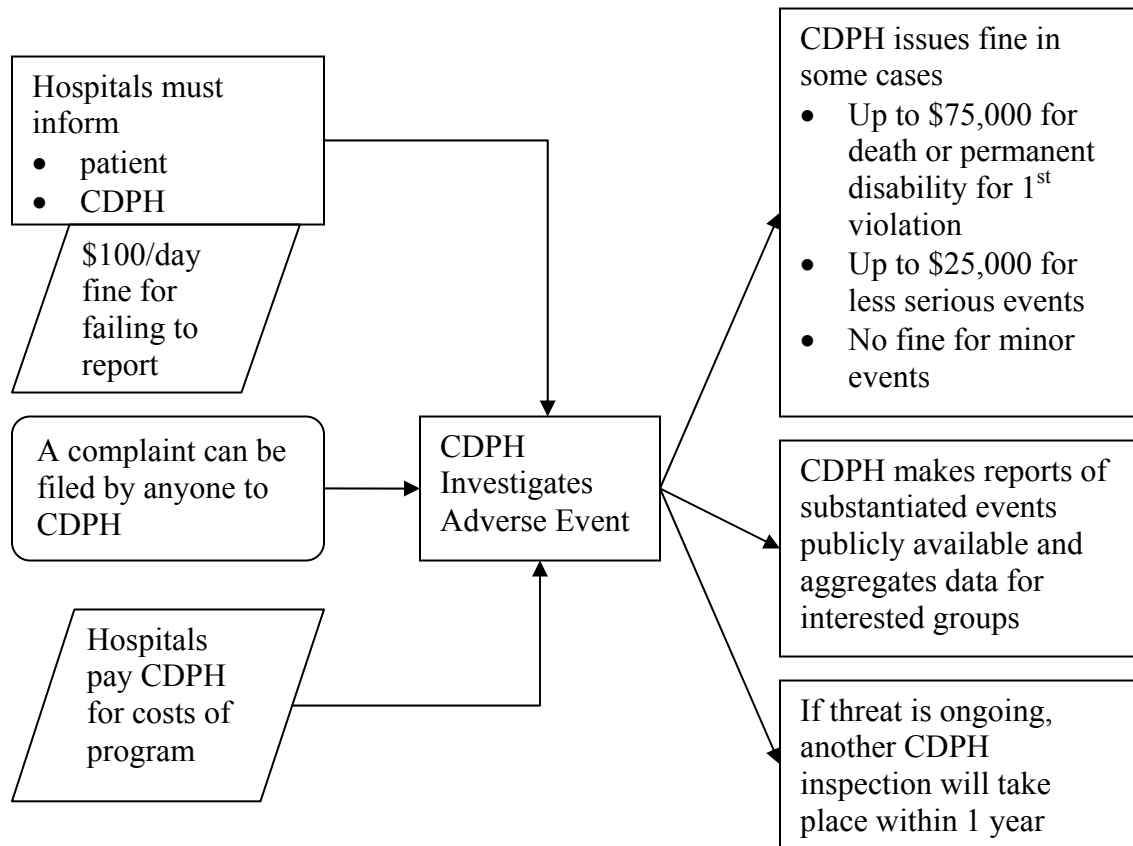 Hospitals must
inform
• patient
• CDPH
$100/day
fine for
failing to
report
A complaint can be
filed by anyone to
CDPH
Hospitals
pay CDPH
for costs of
program
CDPH
Investigates
Adverse Event
CDPH issues fine in
some cases
• Up to $75,000 for
death or permanent
disability for 1st
violation
• Up to $25,000 for
less serious events
• No fine for minor
events
CDPH makes reports of
substantiated events
publicly available and
aggregates data for
interested groups
If threat is ongoing,
another CDPH
inspection will take
place within 1 year